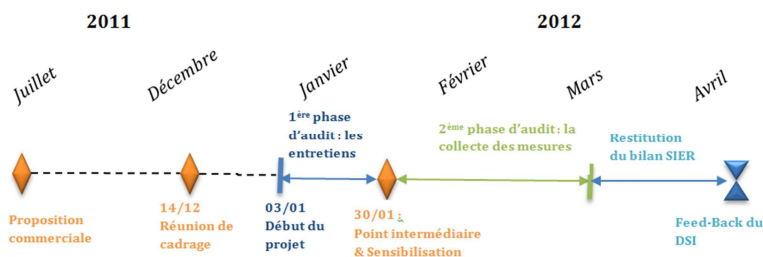 2011
2012
Juillet
Décembre
Janvier
Février
Mars
Avril
1ère phase
d'audit : les
entretiens
2ème phase d'audit : la
collecte des mesures
Restitution
du bilan SIER
Proposition
commerciale
14/12
Réunion de
cadrage
03/01
Début du
projet
30/01 :
Point intermédiaire
& Sensibilisation
Feed-Back du
DSI